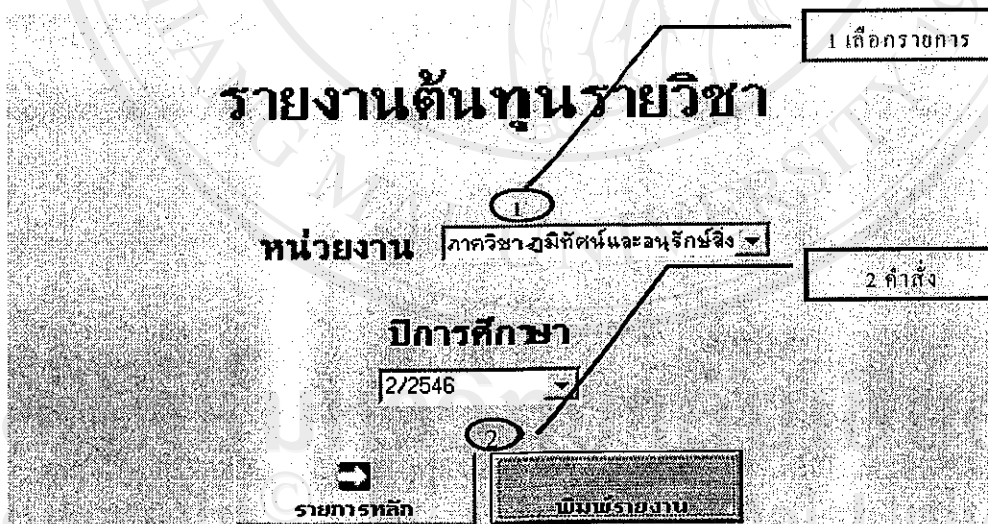 1 เลือกรายการ
รายงานต้นทุนรายวิชา
1
หน่วยงาน ภาควิชาภูมิทัศน์และอนุรักษ์สิ่ง
2 คำสั่ง
ปีการศึกษา
2/2546
2
รายการหลัก พิมพ์รายงาน